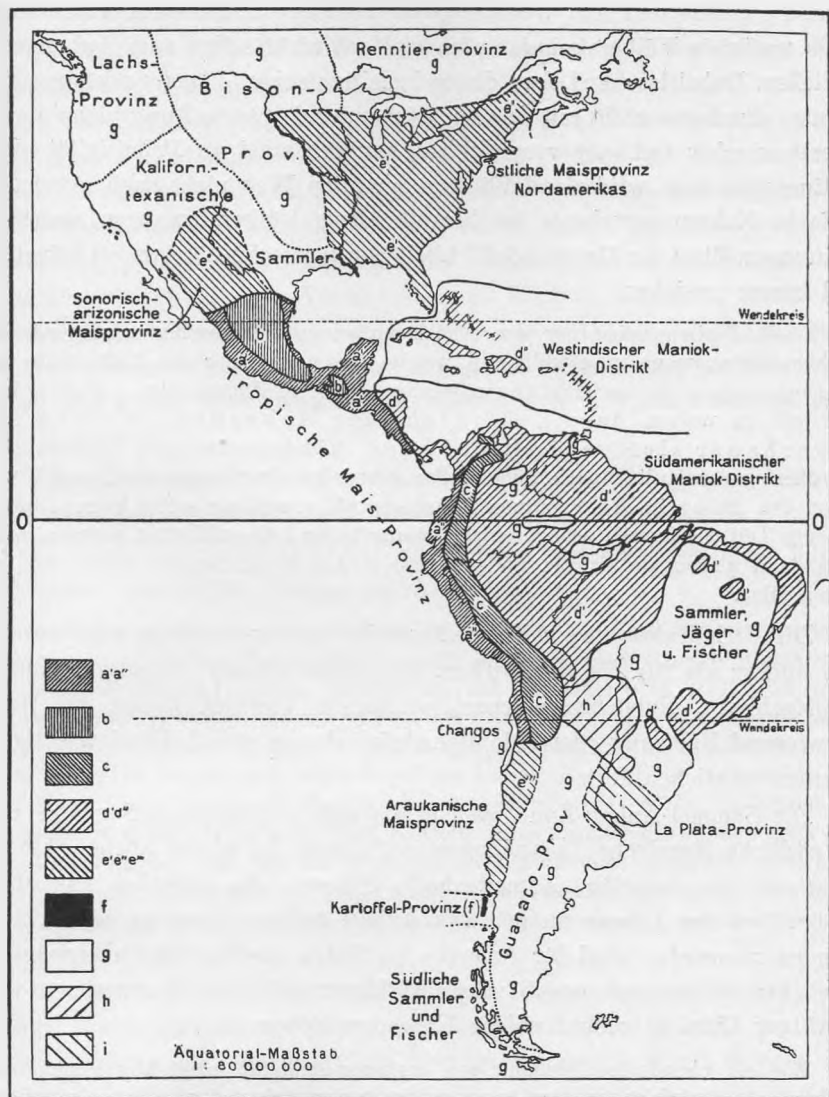 Renntier-Provinz
g
g
Lachs-
Provinz
g
Bison-
Prov.
g
e'
e'
e'
Östliche Maisprovinz
Nordamerikas
Kaliforn.-
texanische
g
Sammler
e''
Sonorisch-
arizonische
Maisprovinz
Wendekreis
b
a'
a'
b
a'
d'
d''
Westindischer Maniok-
Distrikt
Tropische Mais-Provinz
Südamerikanischer
Maniok-Distrikt
g
g
c
d'
0
0
a''
g
g
d'
d'
Sammler,
Jäger
u. Fischer
g
c
d'
a''
g
c
h
d'
d'
Wendekreis
Changos
g
e'''
g
g
i
La Plata-Provinz
Araukanische
Maisprovinz
Guanaco-Prov.
g
Kartoffel-Provinz(f)
g
Südliche
Sammler
und
Fischer
g
g
a'a''
b
c
d'd''
e'e''e'''
f
g
h
i
Äquatorial-Maßstab
1: 80 000 000